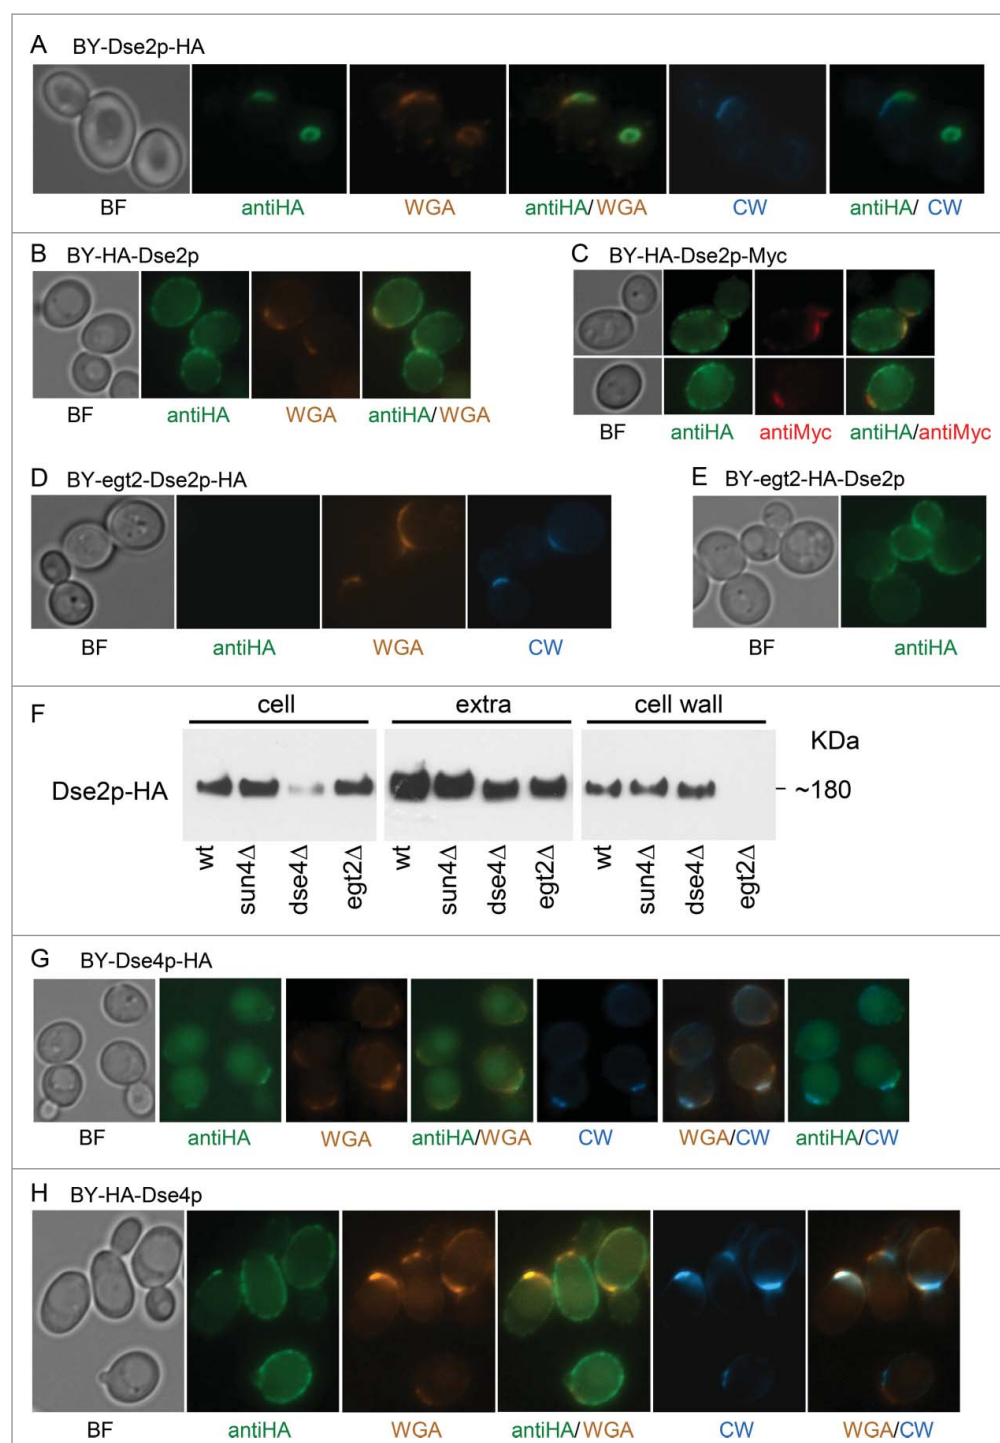 A BY-Dse2p-HA
BF antiHA WGA antiHA/WGA CW antiHA/ CW
B BY-HA-Dse2p
BF antiHA WGA antiHA/WGA
C BY-HA-Dse2p-Myc
BF antiHA antiMyc antiHA/antiMyc
D BY-egt2-Dse2p-HA
BF antiHA WGA CW
E BY-egt2-HA-Dse2p
BF antiHA
F cell extra cell wall
KDa
Dse2p-HA ~180
wt sun4Δ dse4Δ egt2Δ wt sun4Δ dse4Δ egt2Δ wt sun4Δ dse4Δ egt2Δ
G BY-Dse4p-HA
BF antiHA WGA antiHA/WGA CW WGA/CW antiHA/CW
H BY-HA-Dse4p
BF antiHA WGA antiHA/WGA CW WGA/CW